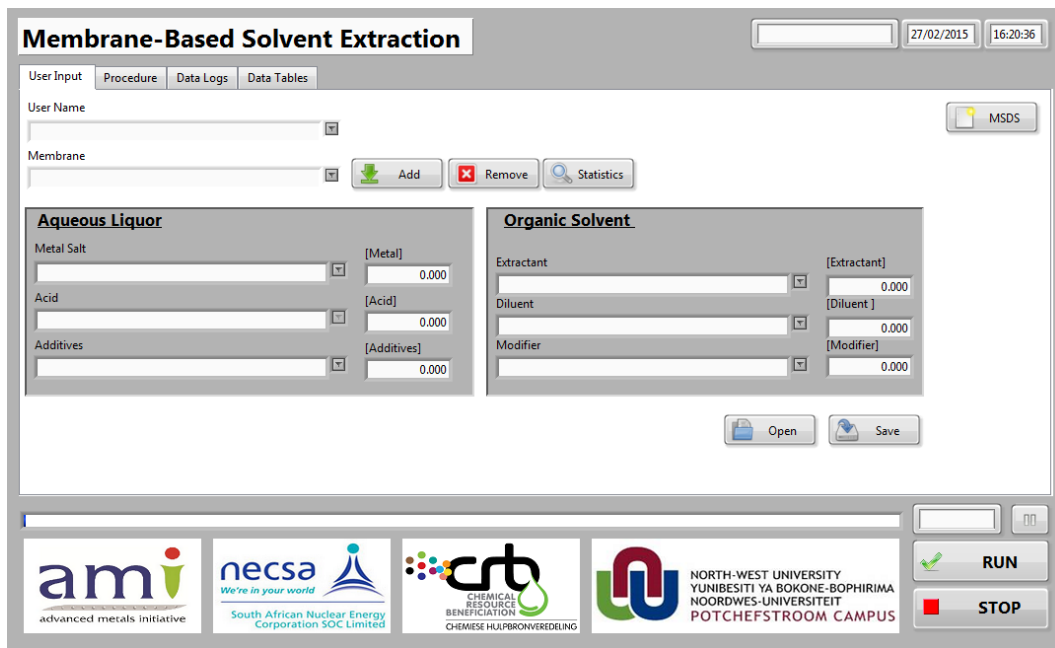 Membrane-Based Solvent Extraction
27/02/2015
16:20:36
User Input
Procedure
Data Logs
Data Tables
User Name
MSDS
Membrane
Add
Remove
Statistics
Aqueous Liquor
Metal Salt
[Metal]
0.000
Acid
[Acid]
0.000
Additives
[Additives]
0.000
Organic Solvent
Extractant
[Extractant]
0.000
Diluent
[Diluent ]
0.000
Modifier
[Modifier]
0.000
Open
Save
ami
advanced metals initiative
necsa
We're in your world
South African Nuclear Energy
Corporation SOC Limited
crb
CHEMICAL
RESOURCE
BENEFICIATION
CHEMIESE HULPBRONVEREDELING
NORTH-WEST UNIVERSITY
YUNIBESITI YA BOKONE-BOPHIRIMA
NOORDWES-UNIVERSITEIT
POTCHEFSTROOM CAMPUS
RUN
STOP